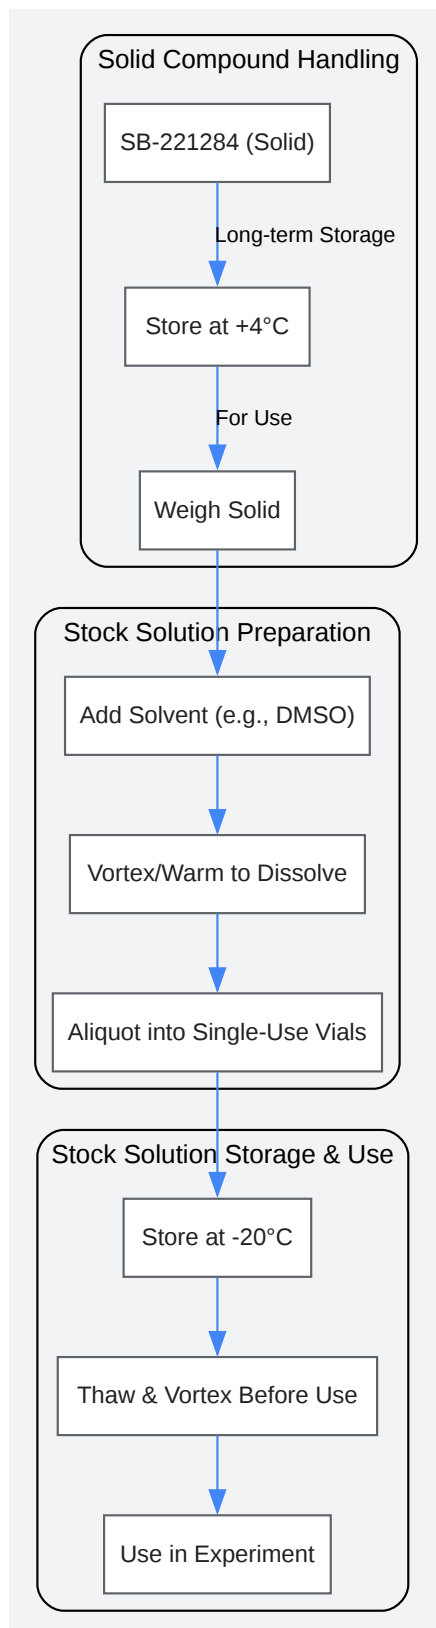 Solid Compound Handling
SB-221284 (Solid)
Long-term Storage
Store at +4°C
For Use
Weigh Solid
Stock Solution Preparation
Add Solvent (e.g., DMSO)
Vortex/Warm to Dissolve
Aliquot into Single-Use Vials
Stock Solution Storage & Use
Store at -20°C
Thaw & Vortex Before Use
Use in Experiment